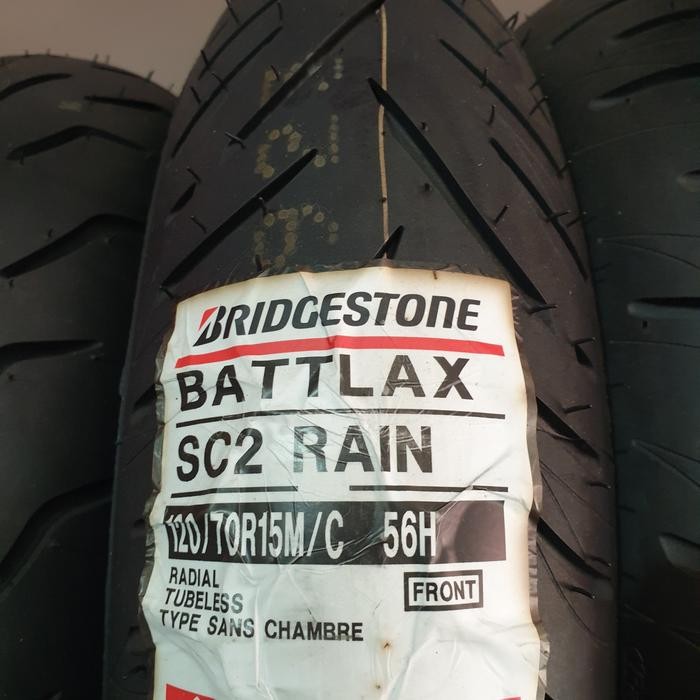 BRIDGESTONE
BATTLAX
SC2 RAIN
120/70R15M/C 56H
RADIAL
TUBELESS
FRONT
TYPE SANS CHAMBRE